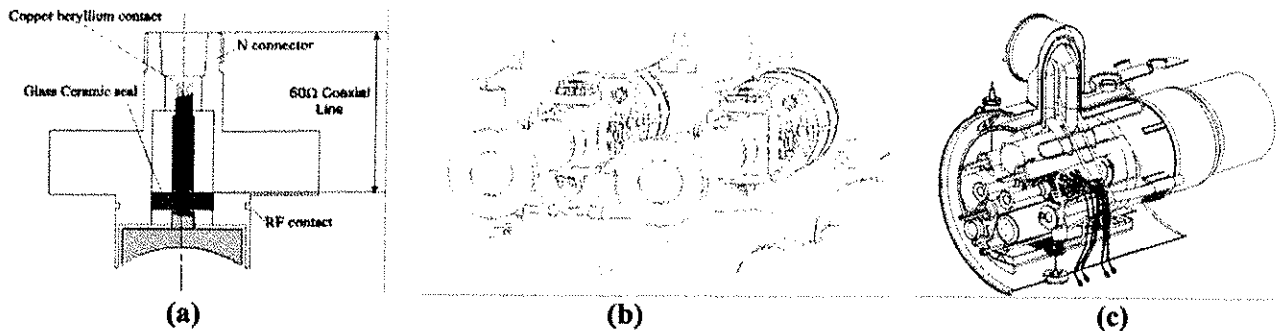 Copper beryllium contact
N connector
Glass Ceramic seal
60Ω Coaxial
Line
RF contact
(a)
(b)
(c)